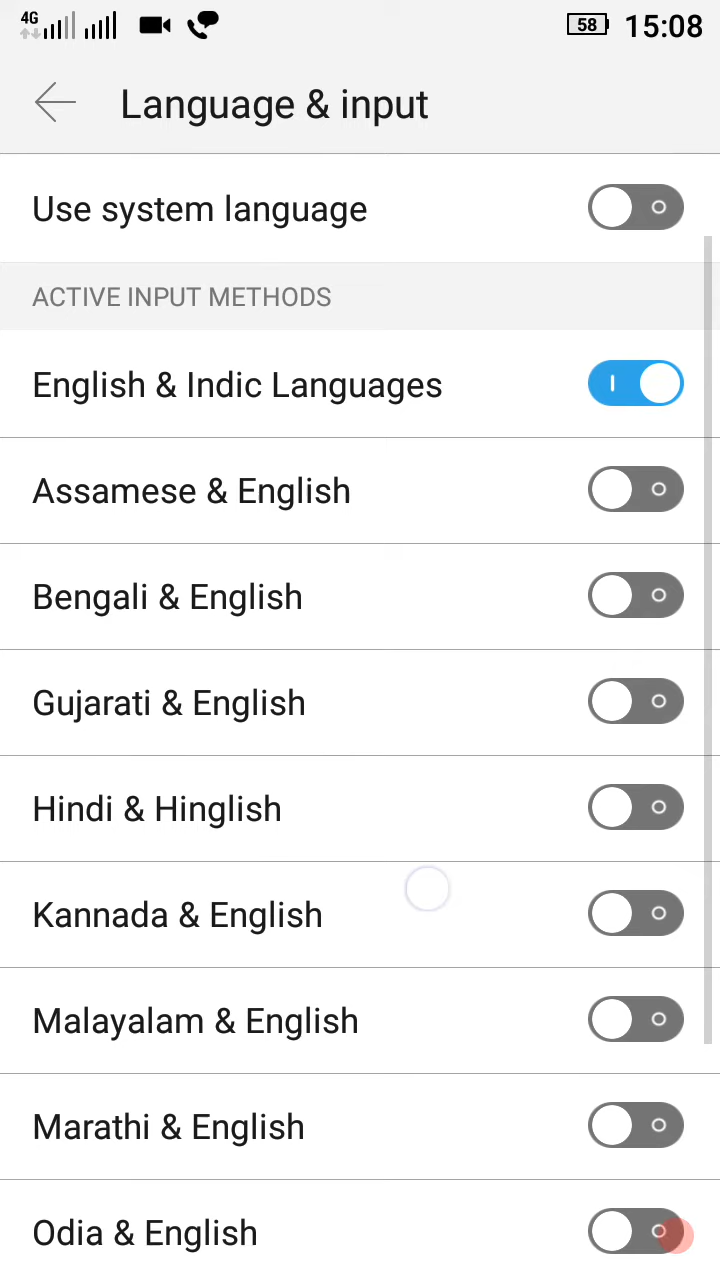 4G
58 15:08
Language & input
Use system language
ACTIVE INPUT METHODS
English & Indic Languages
Assamese & English
Bengali & English
Gujarati & English
Hindi & Hinglish
Kannada & English
Malayalam & English
Marathi & English
Odia & English